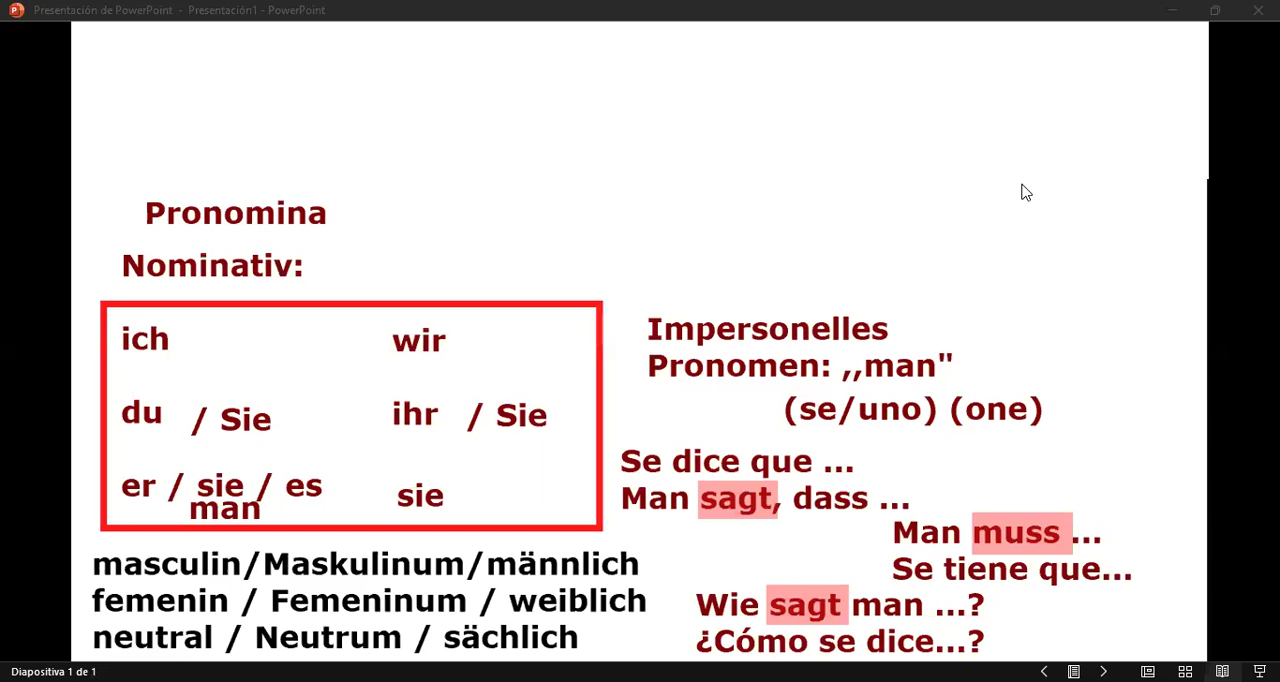 Presentación de PowerPoint - Presentación1 - PowerPoint
Pronomina
Nominativ:
ich wir
du / Sie ihr / Sie
er / sie / es sie
man
masculin/Maskulinum/männlich
femenin / Femeninum / weiblich
neutral / Neutrum / sächlich
Impersonelles
Pronomen: ,,man"
(se/uno) (one)
Se dice que ...
Man sagt, dass ...
Man muss ...
Se tiene que...
Wie sagt man ...?
¿Cómo se dice...?
Diapositiva 1 de 1